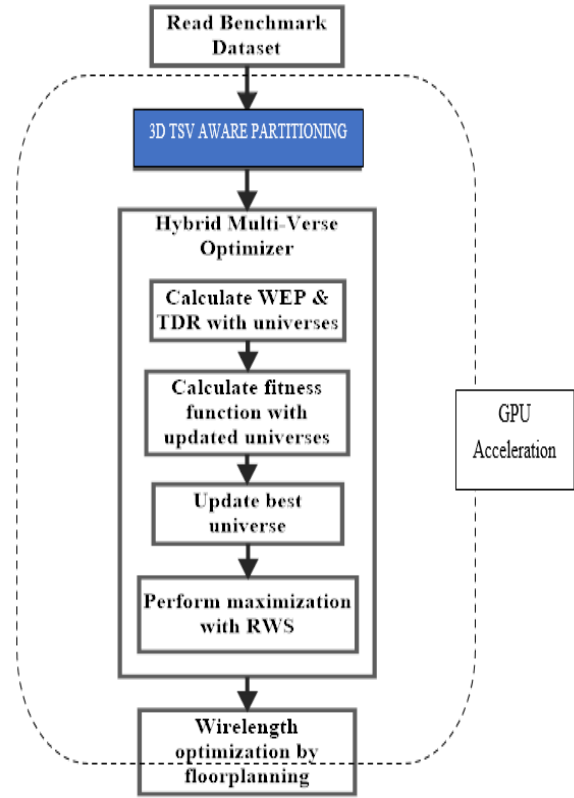 Read Benchmark
Dataset
3D TSV AWARE PARTITIONING
Hybrid Multi-Verse
Optimizer
Calculate WEP &
TDR with universes
Calculate fitness
function with
updated universes
GPU
Acceleration
Update best
universe
Perform maximization
with RWS
Wirelength
optimization by
floorplanning